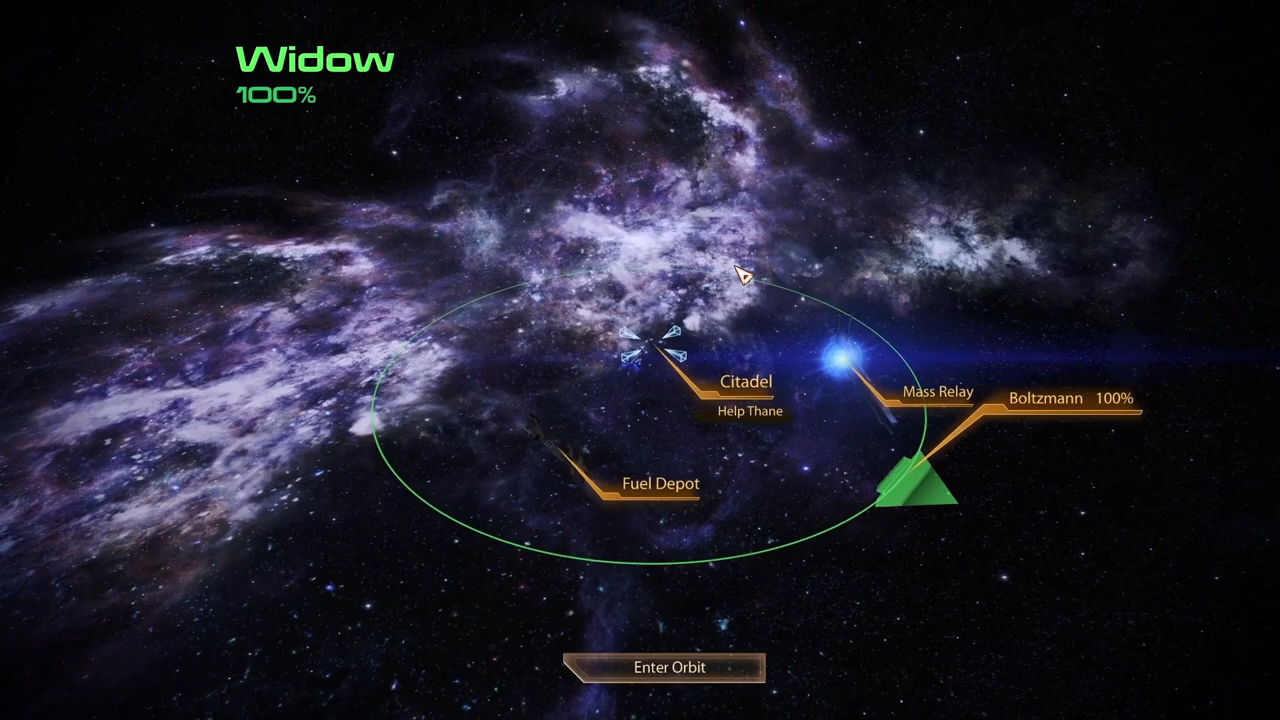 Widow
100%
Citadel
Help Thane
Mass Relay
Boltzmann 100%
Fuel Depot
Enter Orbit